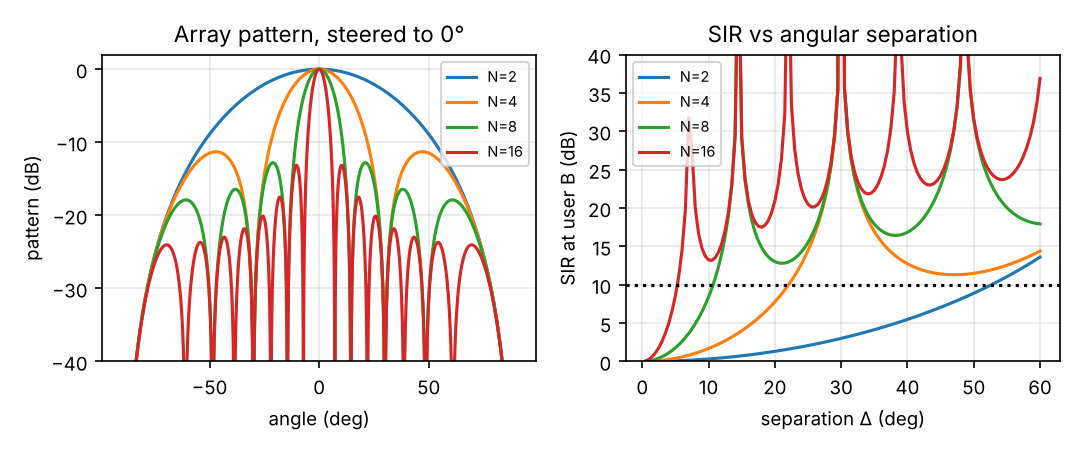 Array pattern, steered to 0°
pattern (dB)
0
−10
−20
−30
−40
−50
0
50
angle (deg)
N=2
N=4
N=8
N=16
SIR vs angular separation
SIR at user B (dB)
40
35
30
25
20
15
10
5
0
0
10
20
30
40
50
60
separation Δ (deg)
N=2
N=4
N=8
N=16